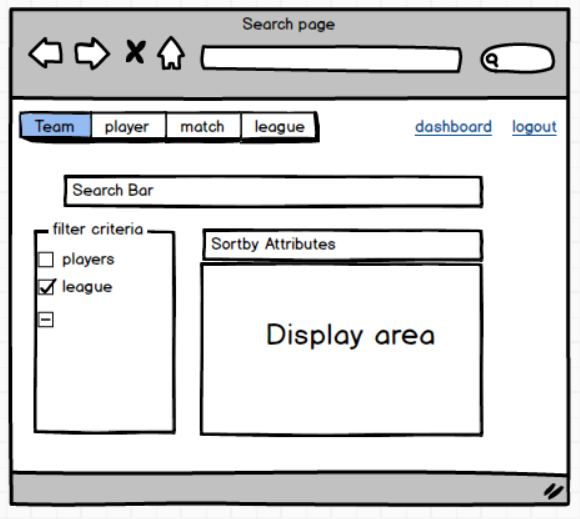 Search page
Team player match league dashboard logout
Search Bar
filter criteria
Sortby Attributes
players
league
Display area